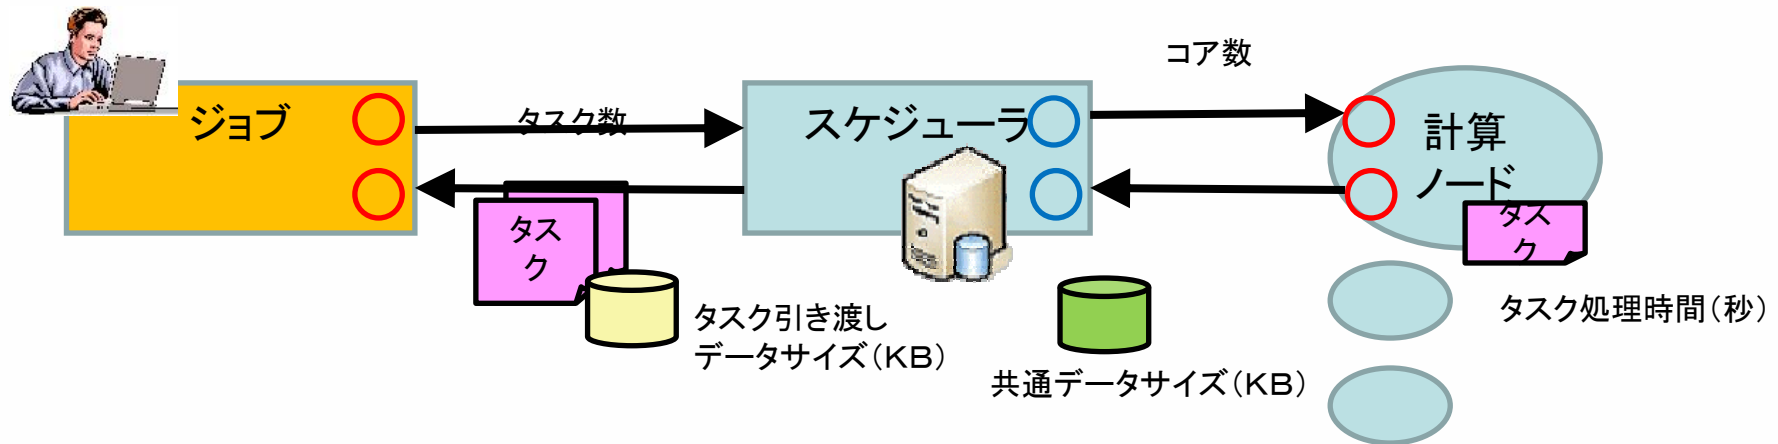 コア数
ジョブ
タスク数
スケジューラ
計算
ノード
タス
ク
タス
ク
タスク引き渡し
データサイズ(KB)
共通データサイズ(KB)
タスク処理時間(秒)